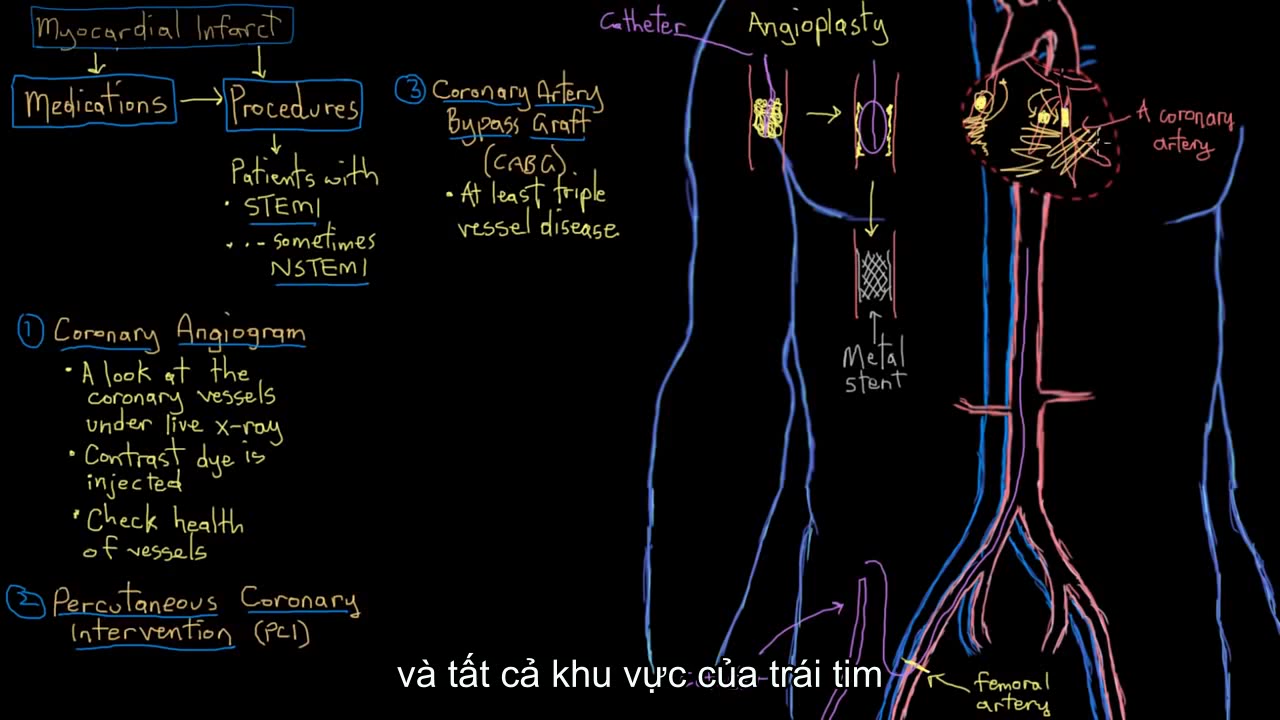 Myocardial Infarct
Medications
Procedures
Patients with
· STEMI
... sometimes
NSTEMI
① Coronary Angiogram
· A look at the
coronary vessels
under live x-ray
· Contrast dye is
injected
· Check health
of vessels
② Percutaneous Coronary
Intervention (PCI)
③ Coronary Artery
Bypass Graft
(CABG)
· At least triple
vessel disease
Catheter
Angioplasty
Metal
stent
A coronary
artery
femoral
artery
và tất cả khu vực của trái tim